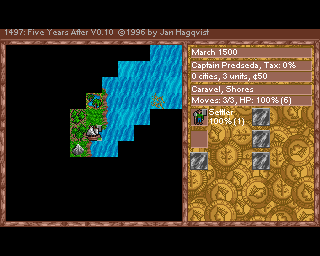 1497: Five Years After V0.10 ©1996 by Jan Hagqvist
March 1500
Captain Predseda, Tax: 0%
0 cities, 3 units, ¢50
Caravel, Shores
Moves: 3/3, HP: 100% (6)
Settler
100% (1)